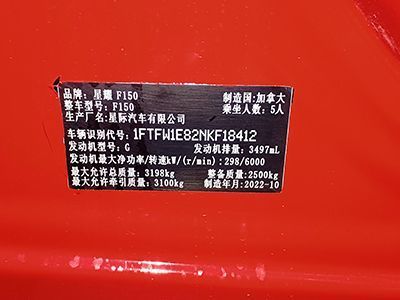 品牌：星耀 F150 制造国：加拿大
整车型号：F150 乘坐人数：5人
生产厂名：星际汽车有限公司
车辆识别代号：1FTFW1E82NKF18412
发动机型号：G 发动机排量：3497mL
发动机最大净功率/转速kW/(r/min)：298/6000
最大允许总质量：3198kg 整备质量：2500kg
最大允许牵引质量：3100kg 制造年月：2022-10